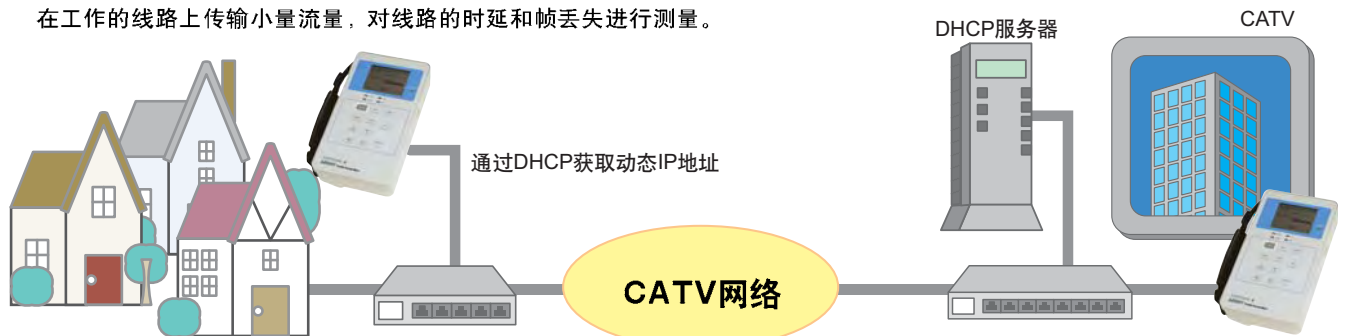 在工作的线路上传输小量流量，对线路的时延和帧丢失进行测量。
DHCP服务器
CATV
通过DHCP获取动态IP地址
CATV网络